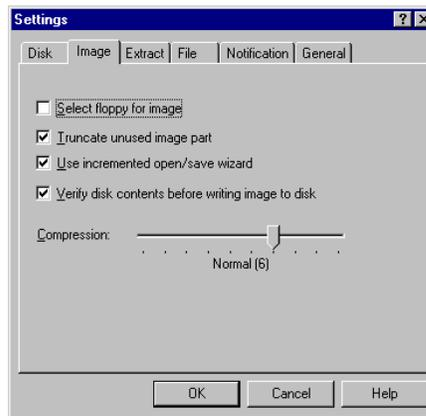 Settings
Disk Image Extract File Notification General
Select floppy for image
Truncate unused image part
Use incremented open/save wizard
Verify disk contents before writing image to disk
Compression:
Normal (6)
OK Cancel Help